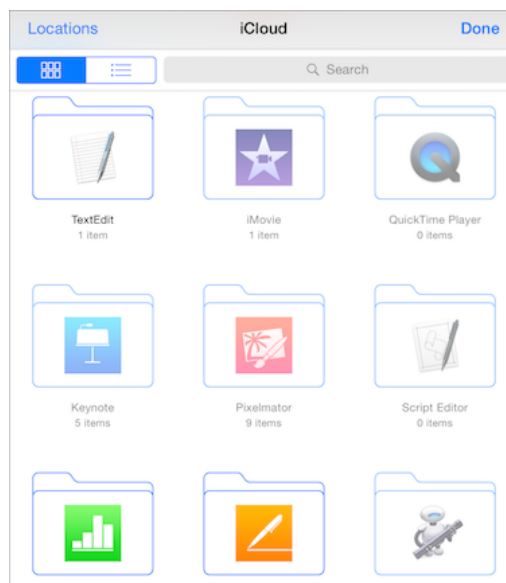 Locations iCloud Done
Search
TextEdit iMovie QuickTime Player
1 item 1 item 0 items
Keynote Pixelmator Script Editor
5 items 9 items 0 items